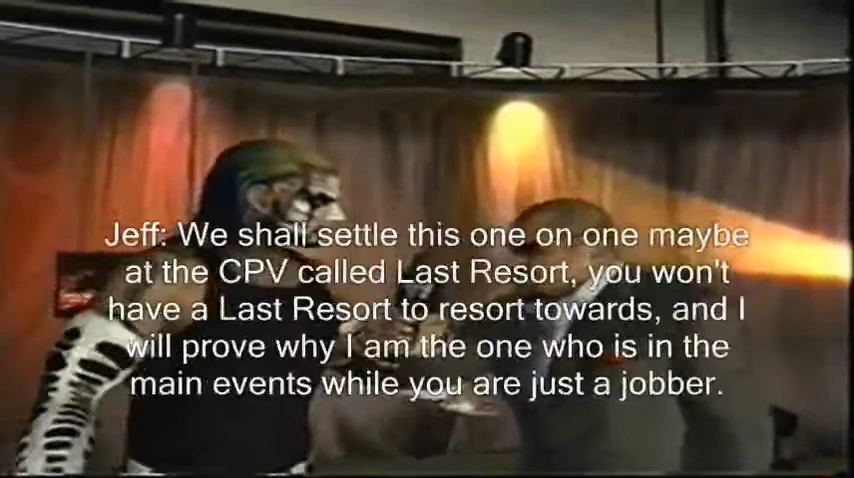 Jeff: We shall settle this one on one maybe
at the CPV called Last Resort, you won't
have a Last Resort to resort towards, and I
will prove why I am the one who is in the
main events while you are just a jobber.